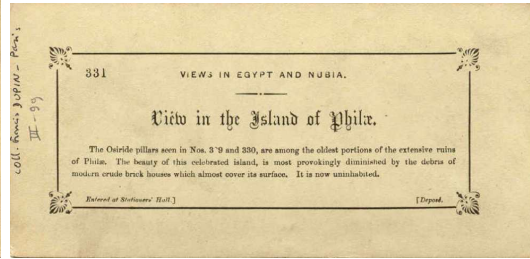 331
VIEWS IN EGYPT AND NUBIA.
View in the Island of Philæ.
The Osiride pillars seen in Nos. 3 9 and 330, are among the oldest portions of the extensive ruins
of Philæ. The beauty of this celebrated island, is most provokingly diminished by the debris of
modern crude brick houses which almost cover its surface. It is now uninhabited.
Entered at Stationers' Hall.]
[Deposé.
coll. Francis DUPIN - Paris
III - 99